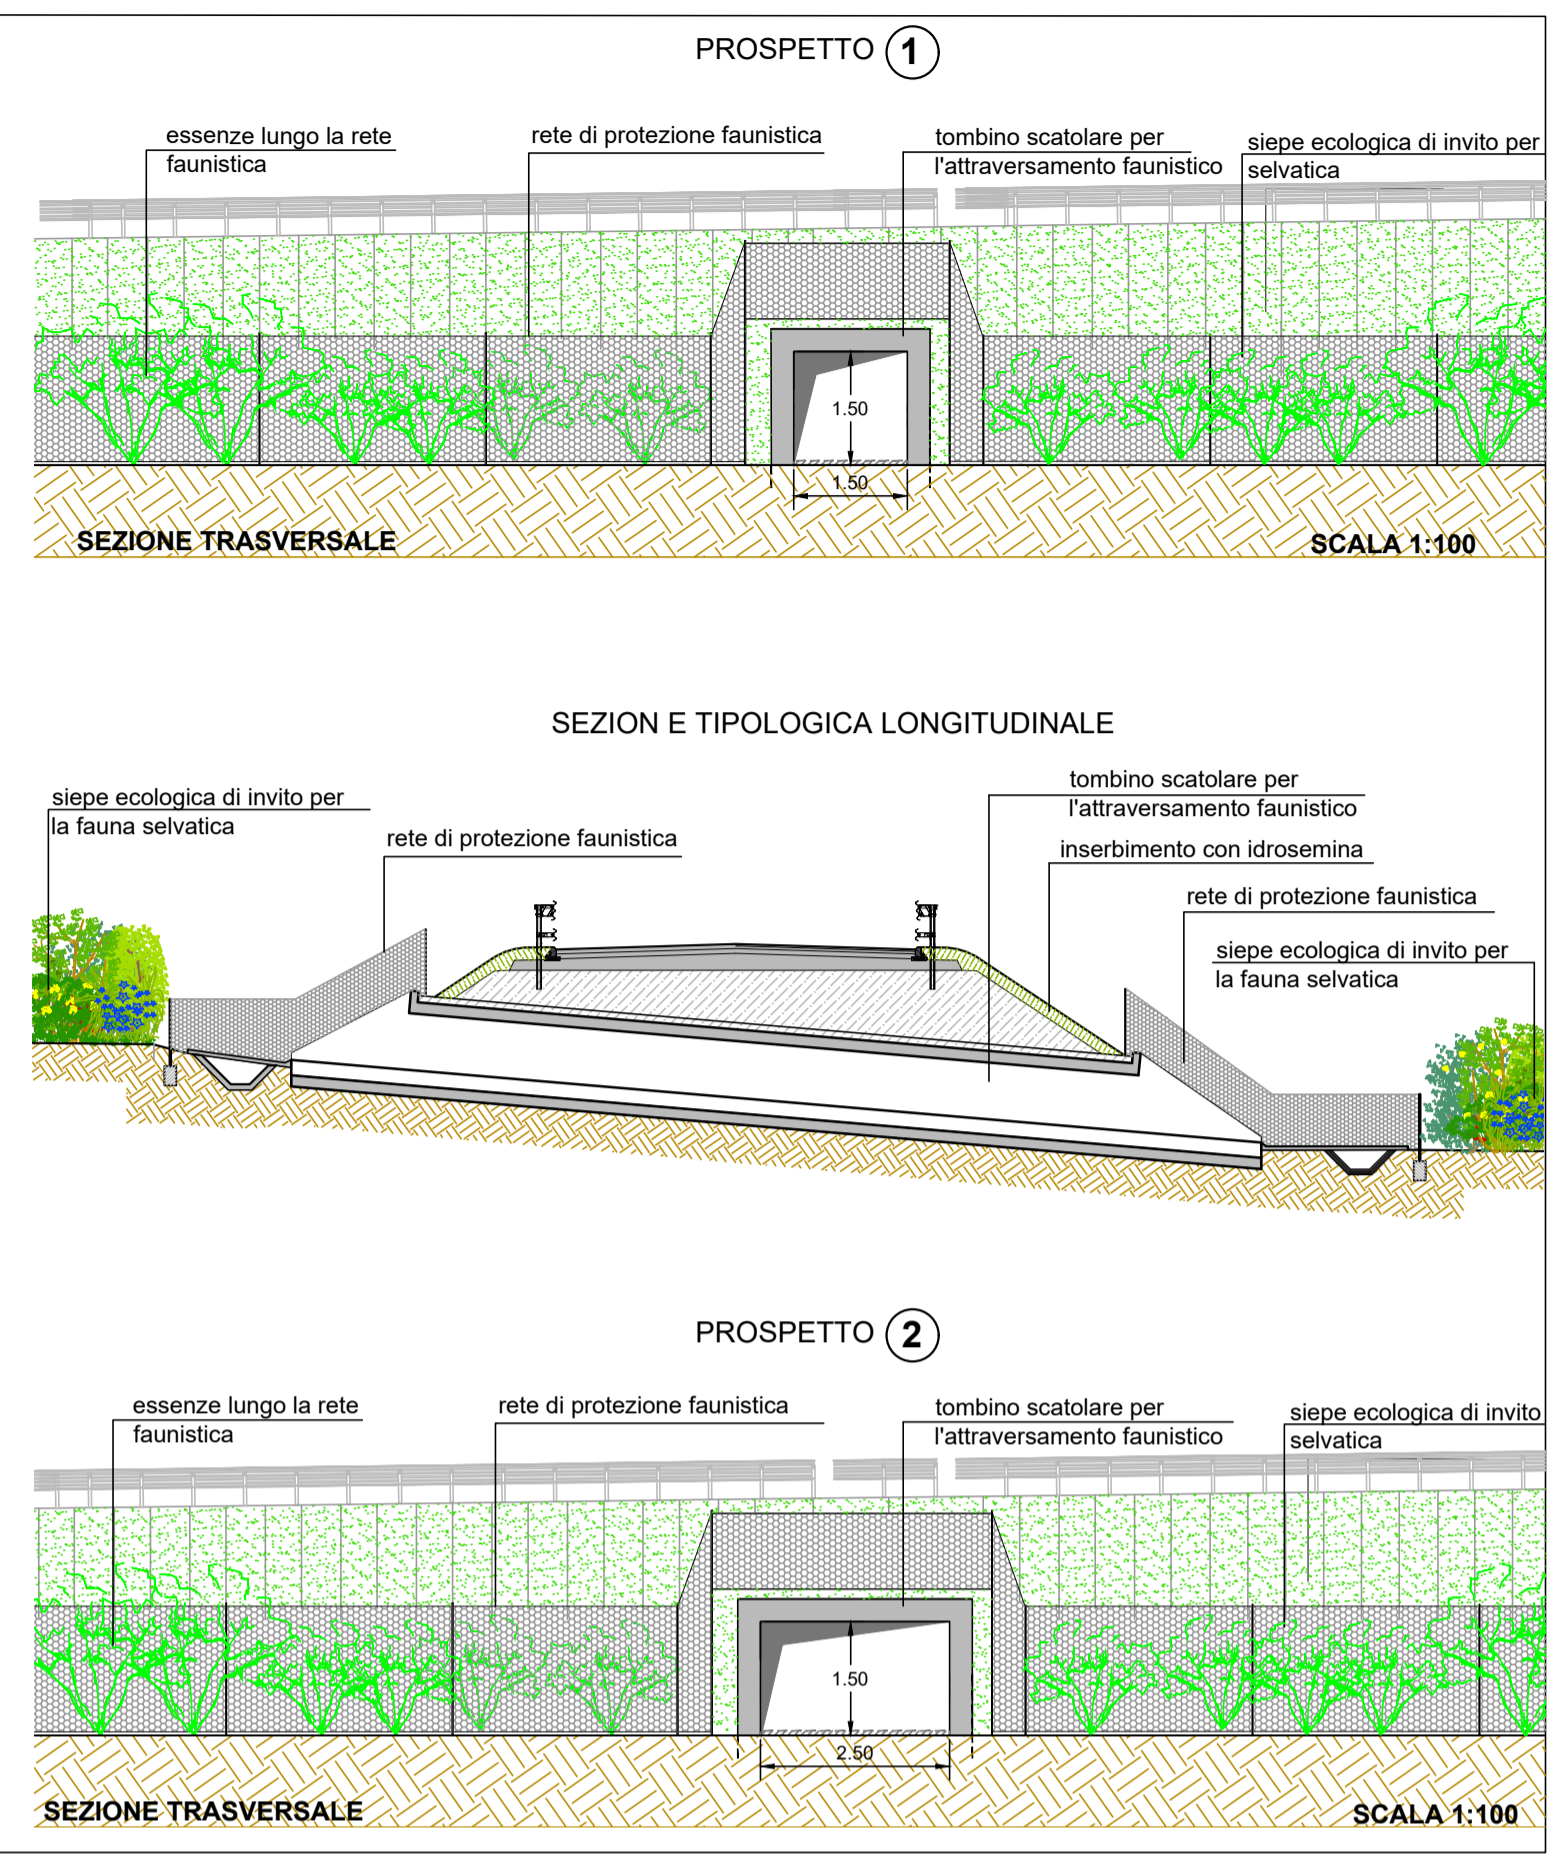 PROSPETTO 1
essenze lungo la rete
faunistica
rete di protezione faunistica
tombino scatolare per
l'attraversamento faunistico
siepe ecologica di invito per
selvatica
1.50
1.50
SEZIONE TRASVERSALE
SCALA 1:100
SEZION E TIPOLOGICA LONGITUDINALE
siepe ecologica di invito per
la fauna selvatica
rete di protezione faunistica
tombino scatolare per
l'attraversamento faunistico
inserbimento con idrosemina
rete di protezione faunistica
siepe ecologica di invito per
la fauna selvatica
PROSPETTO 2
essenze lungo la rete
faunistica
rete di protezione faunistica
tombino scatolare per
l'attraversamento faunistico
siepe ecologica di invito
selvatica
1.50
2.50
SEZIONE TRASVERSALE
SCALA 1:100